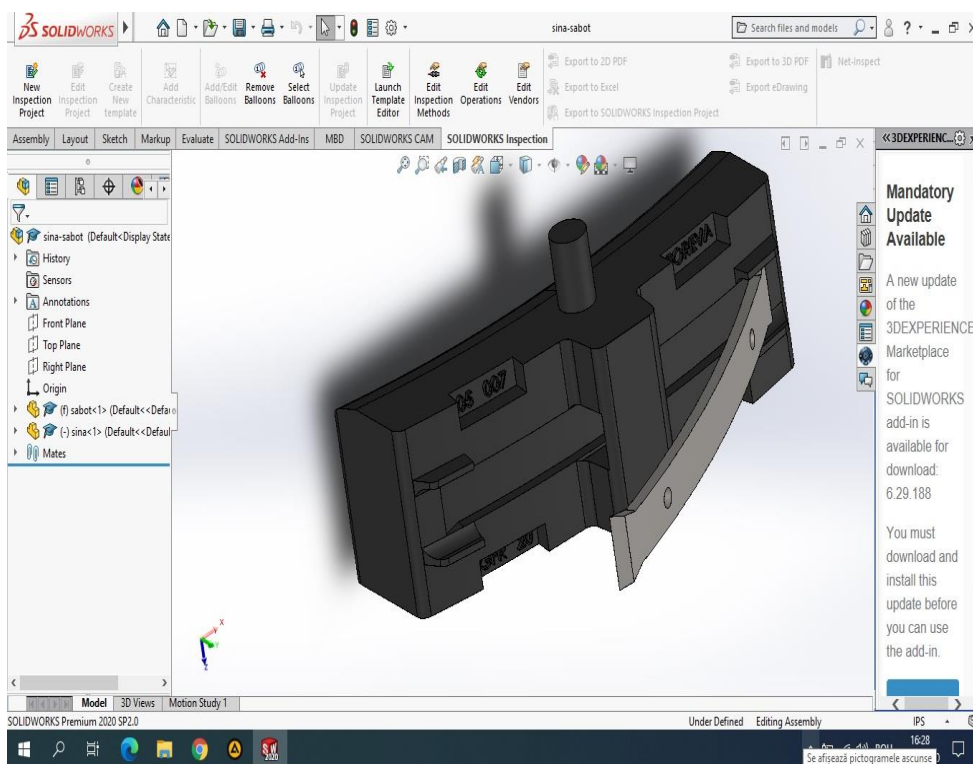 SOLIDWORKS
sina-sabot
Search files and models
New Inspection Project
Edit Inspection Project
Create New template
Add Characteristic
Add/Edit Balloons
Remove Balloons
Select Balloons
Update Inspection Project
Launch Template Editor
Edit Inspection Methods
Edit Operations
Edit Vendors
Export to 2D PDF
Export to Excel
Export to SOLIDWORKS Inspection Project
Export to 3D PDF
Export eDrawing
Net-Inspect
Assembly Layout Sketch Markup Evaluate SOLIDWORKS Add-Ins MBD SOLIDWORKS CAM SOLIDWORKS Inspection
3DEXPERIENC...
sina-sabot (Default<Display State
History
Sensors
Annotations
Front Plane
Top Plane
Right Plane
Origin
(f) sabot<1> (Default<<Defau
(-) sina<1> (Default<<Default
Mates
FOREVA
05 007
Mandatory
Update
Available
A new update
of the
3DEXPERIENCE
Marketplace
for
SOLIDWORKS
add-in is
available for
download:
6.29.188
You must
download and
install this
update before
you can use
the add-in.
x
Y
z
Model 3D Views Motion Study 1
SOLIDWORKS Premium 2020 SP2.0
Under Defined Editing Assembly IPS
SW 2020
16:28
Se afișează pictogramele ascunse